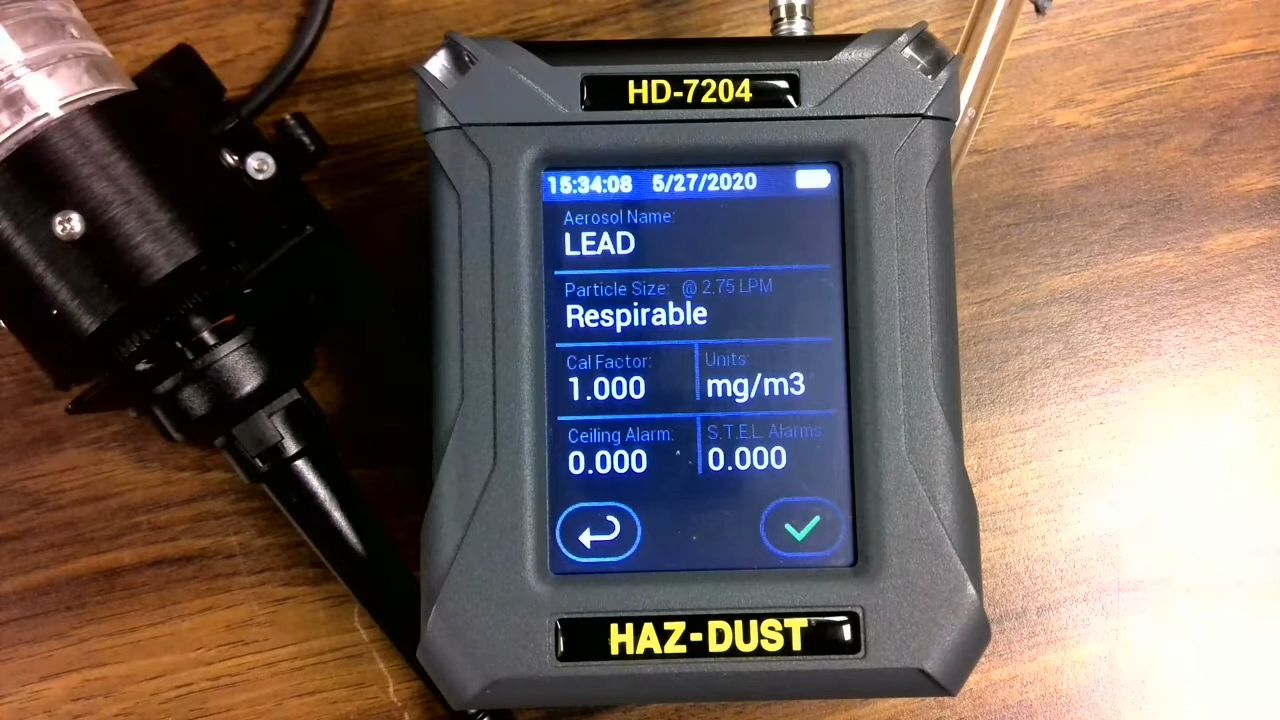 HD-7204
15:34:08 5/27/2020
Aerosol Name:
LEAD
Particle Size: @ 2.75 LPM
Respirable
Cal Factor: Units:
1.000 mg/m3
Ceiling Alarm: S.T.E.L. Alarms:
0.000 0.000
HAZ-DUST